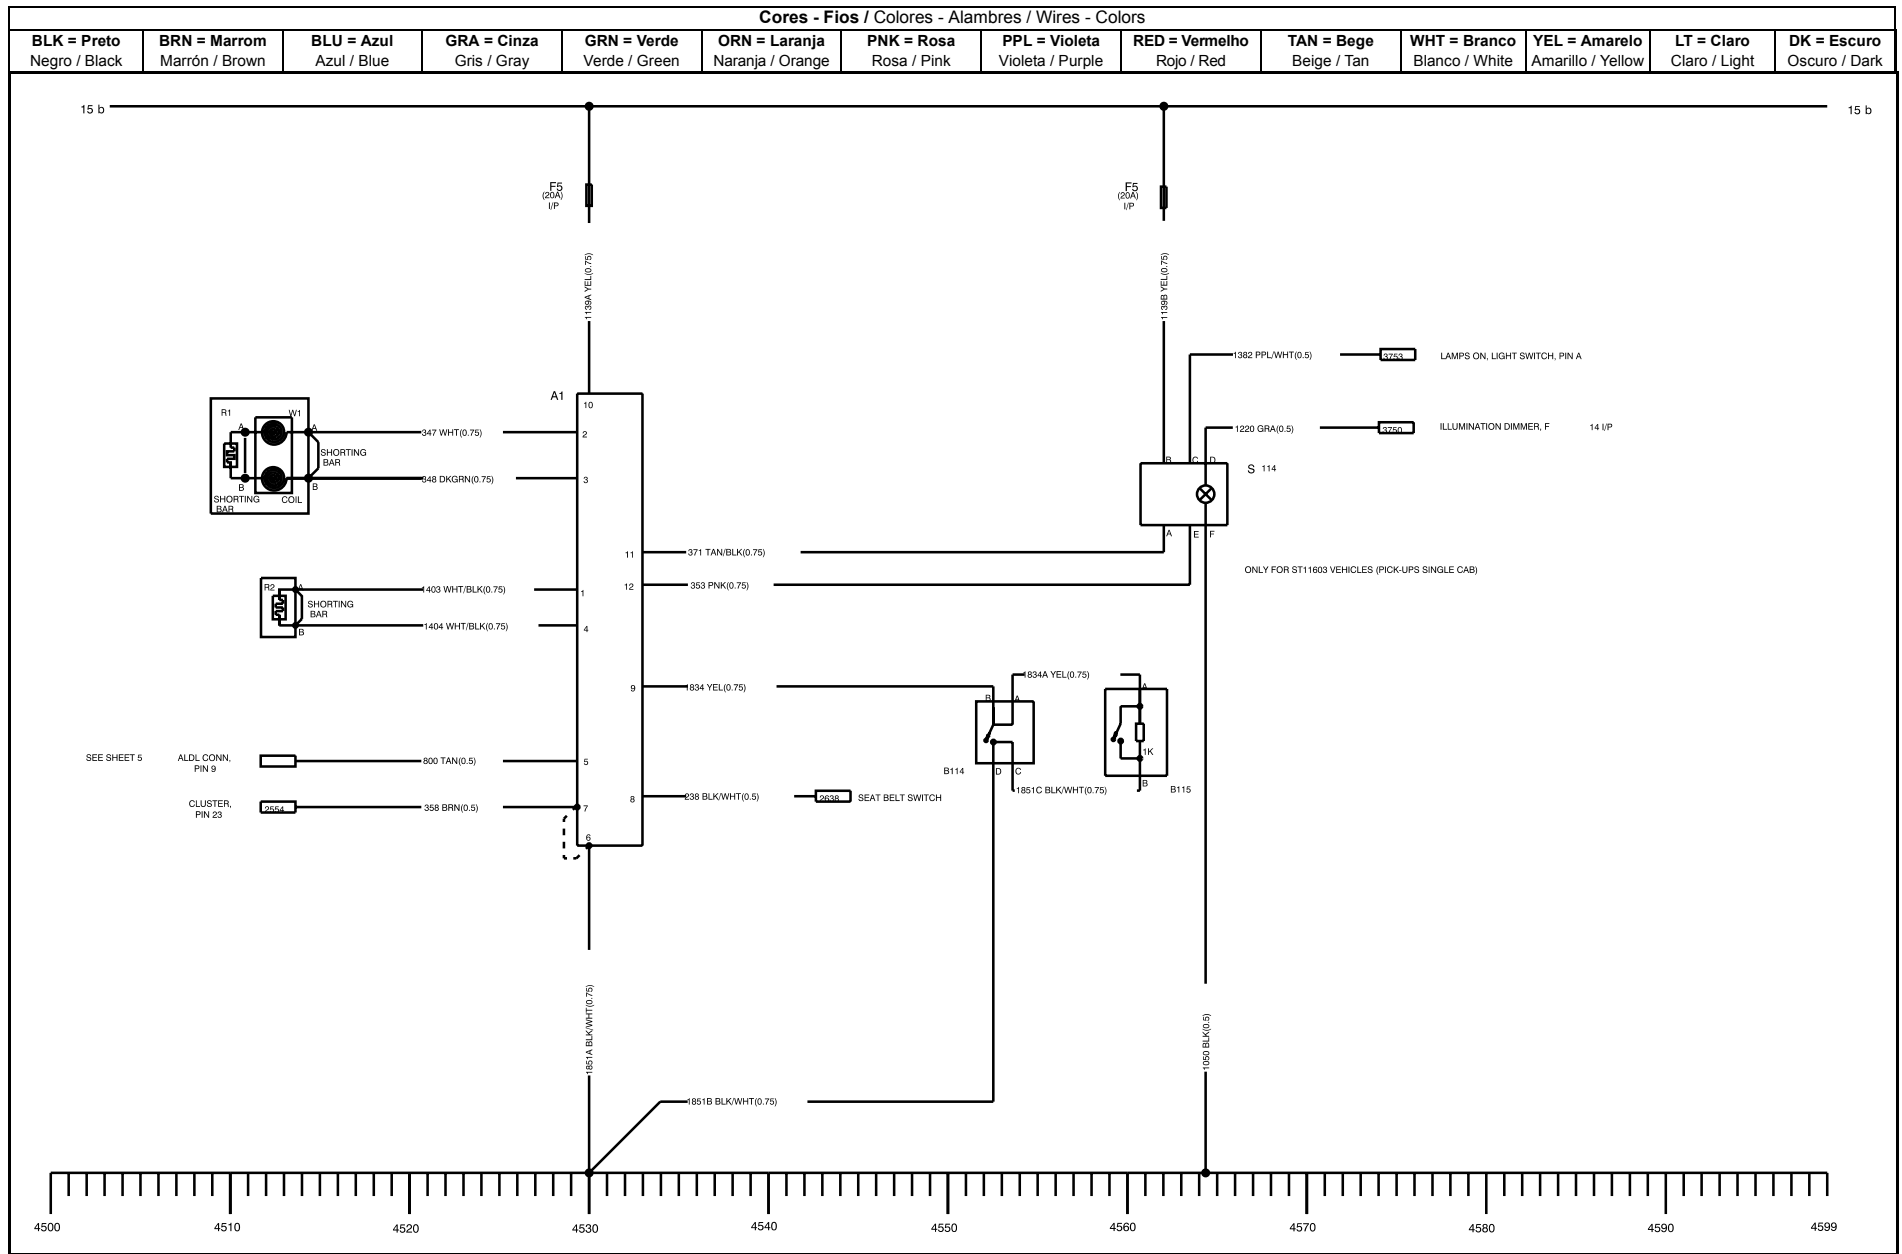 Cores - Fios / Colores - Alambres / Wires - Colors
BLK = Preto
Negro / Black
BRN = Marrom
Marrón / Brown
BLU = Azul
Azul / Blue
GRA = Cinza
Gris / Gray
GRN = Verde
Verde / Green
ORN = Laranja
Naranja / Orange
PNK = Rosa
Rosa / Pink
PPL = Violeta
Violeta / Purple
RED = Vermelho
Rojo / Red
TAN = Bege
Beige / Tan
WHT = Branco
Blanco / White
YEL = Amarelo
Amarillo / Yellow
LT = Claro
Claro / Light
DK = Escuro
Oscuro / Dark
15 b
15 b
F5
(20A)
I/P
F5
(20A)
I/P
1139A YEL(0.75)
1139B YEL(0.75)
1382 PPL/WHT(0.5)
3753
LAMPS ON, LIGHT SWITCH, PIN A
A1
10
R1
W1
A
A
347 WHT(0.75)
2
SHORTING
BAR
1220 GRA(0.5)
3750
ILLUMINATION DIMMER, F
14 I/P
B C D
S 114
348 DKGRN(0.75)
3
B
B
SHORTING
BAR
COIL
A E F
11
371 TAN/BLK(0.75)
ONLY FOR ST11603 VEHICLES (PICK-UPS SINGLE CAB)
12
353 PNK(0.75)
R2
A
1403 WHT/BLK(0.75)
1
SHORTING
BAR
B
1404 WHT/BLK(0.75)
4
1834A YEL(0.75)
9
1834 YEL(0.75)
B A
A
1K
B
B115
SEE SHEET 5
ALDL CONN,
PIN 9
800 TAN(0.5)
5
B114
D C
1851C BLK/WHT(0.75)
8
238 BLK/WHT(0.5)
2638
SEAT BELT SWITCH
CLUSTER,
PIN 23
2554
358 BRN(0.5)
7
6
1851A BLK/WHT(0.75)
1050 BLK(0.5)
1851B BLK/WHT(0.75)
4500
4510
4520
4530
4540
4550
4560
4570
4580
4590
4599